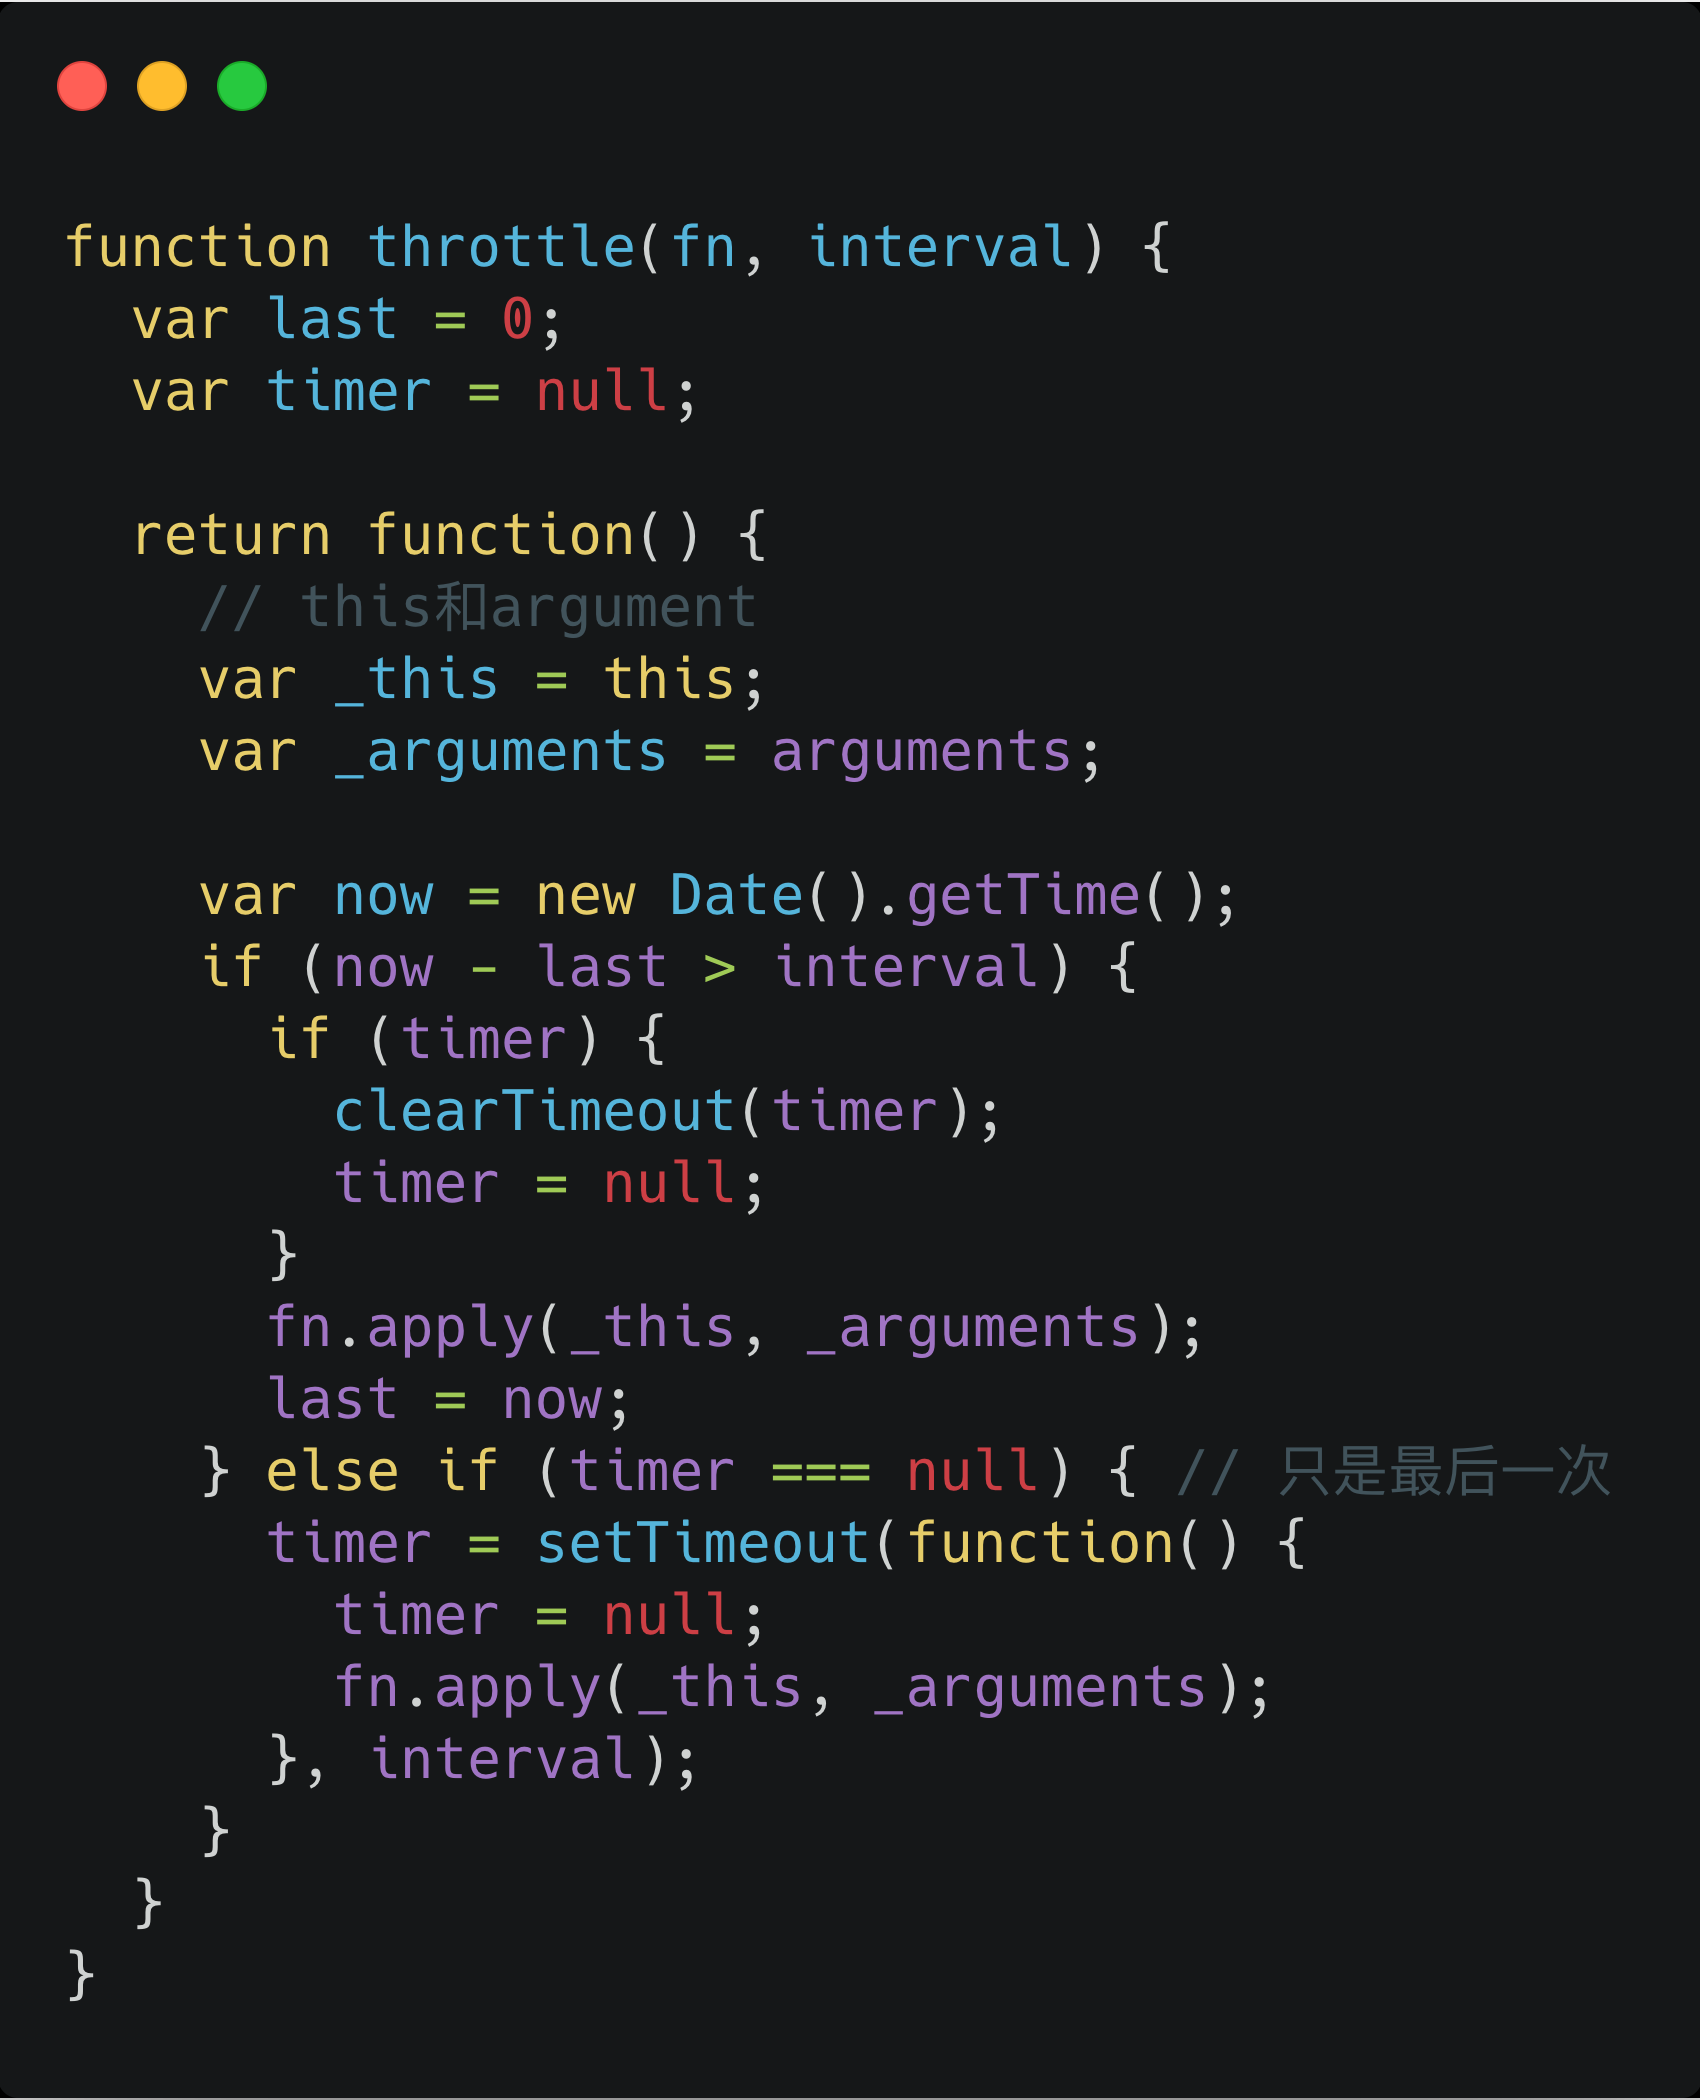 function throttle(fn, interval) {
  var last = 0;
  var timer = null;

  return function() {
    // this和argument
    var _this = this;
    var _arguments = arguments;

    var now = new Date().getTime();
    if (now - last > interval) {
      if (timer) {
        clearTimeout(timer);
        timer = null;
      }
      fn.apply(_this, _arguments);
      last = now;
    } else if (timer === null) { // 只是最后一次
      timer = setTimeout(function() {
        timer = null;
        fn.apply(_this, _arguments);
      }, interval);
    }
  }
}